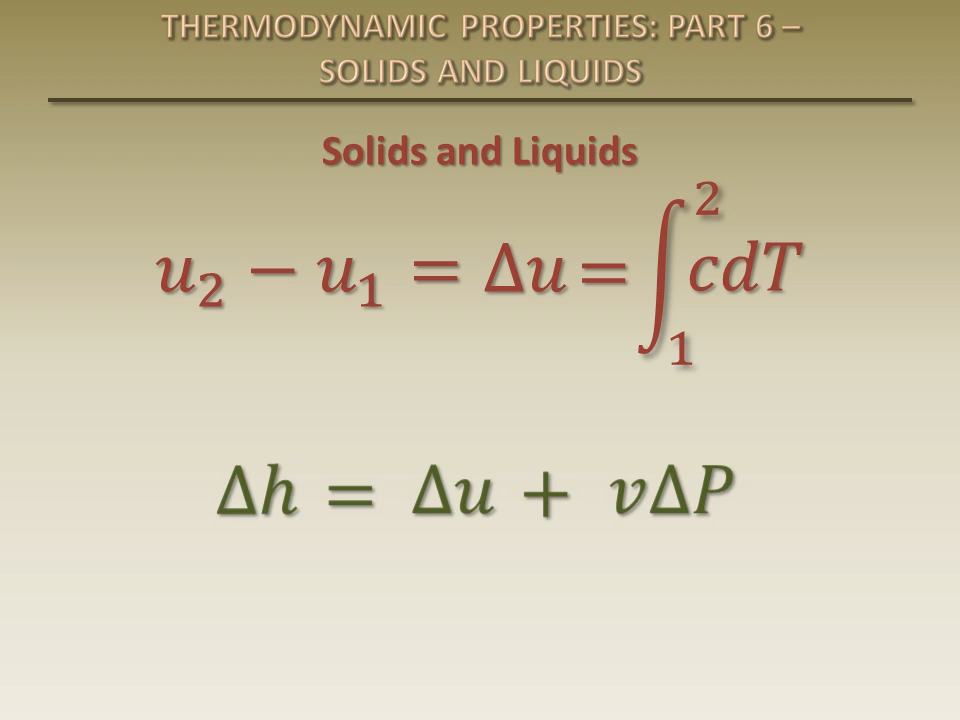 THERMODYNAMIC PROPERTIES: PART 6 –
SOLIDS AND LIQUIDS
Solids and Liquids
u₂ − u₁ = Δu = ∫₁² cdT
Δh = Δu + vΔP